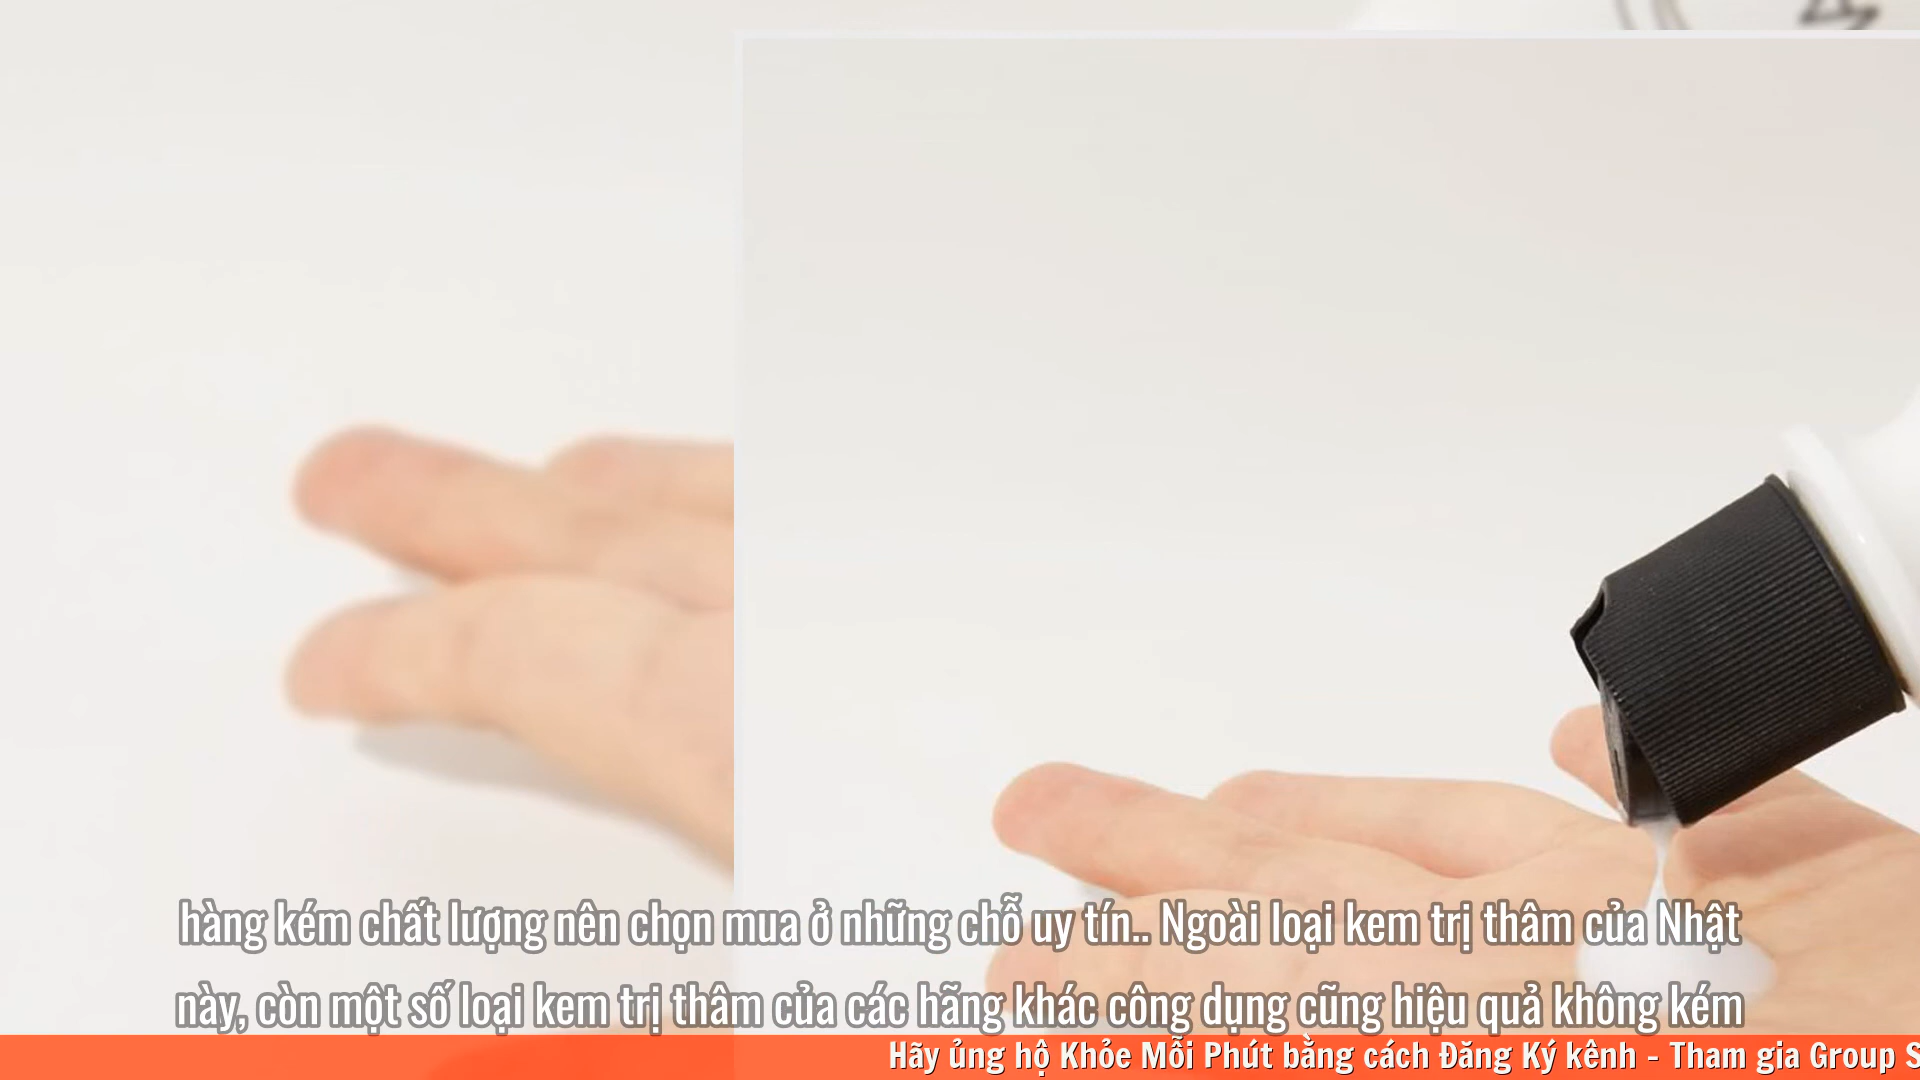 hàng kém chất lượng nên chọn mua ở những chỗ uy tín.. Ngoài loại kem trị thâm của Nhật
này, còn một số loại kem trị thâm của các hãng khác công dụng cũng hiệu quả không kém
Hãy ủng hộ Khỏe Mỗi Phút bằng cách Đăng Ký kênh - Tham gia Group S